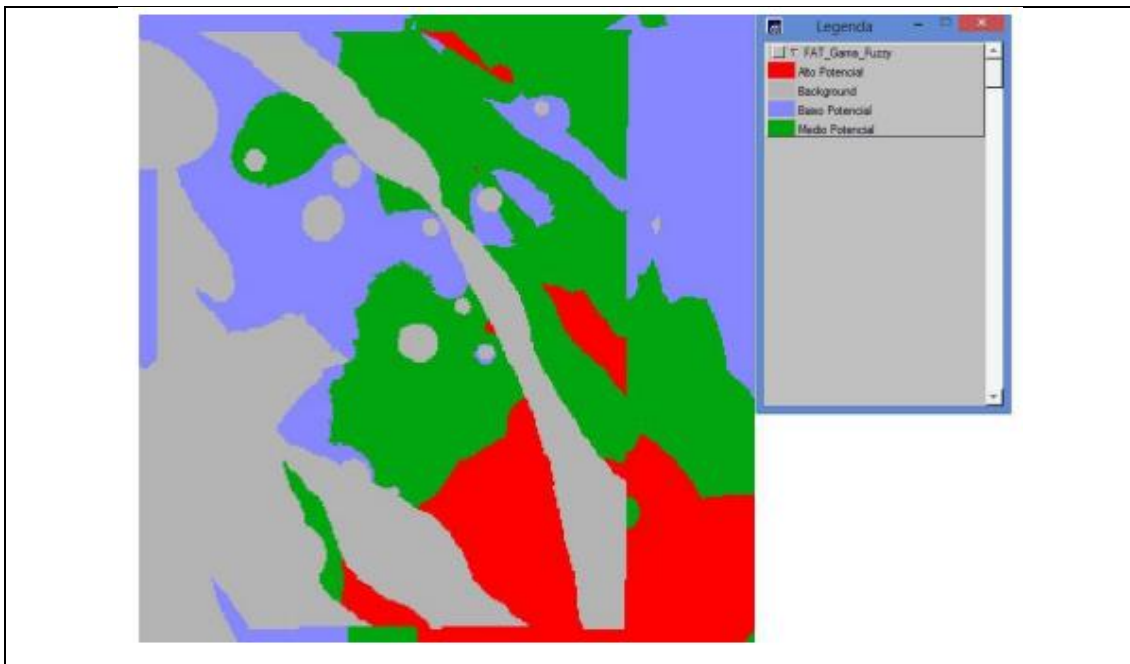 Legenda
FAT_Gama_Fuzzy
Alto Potencial
Background
Baixo Potencial
Medio Potencial